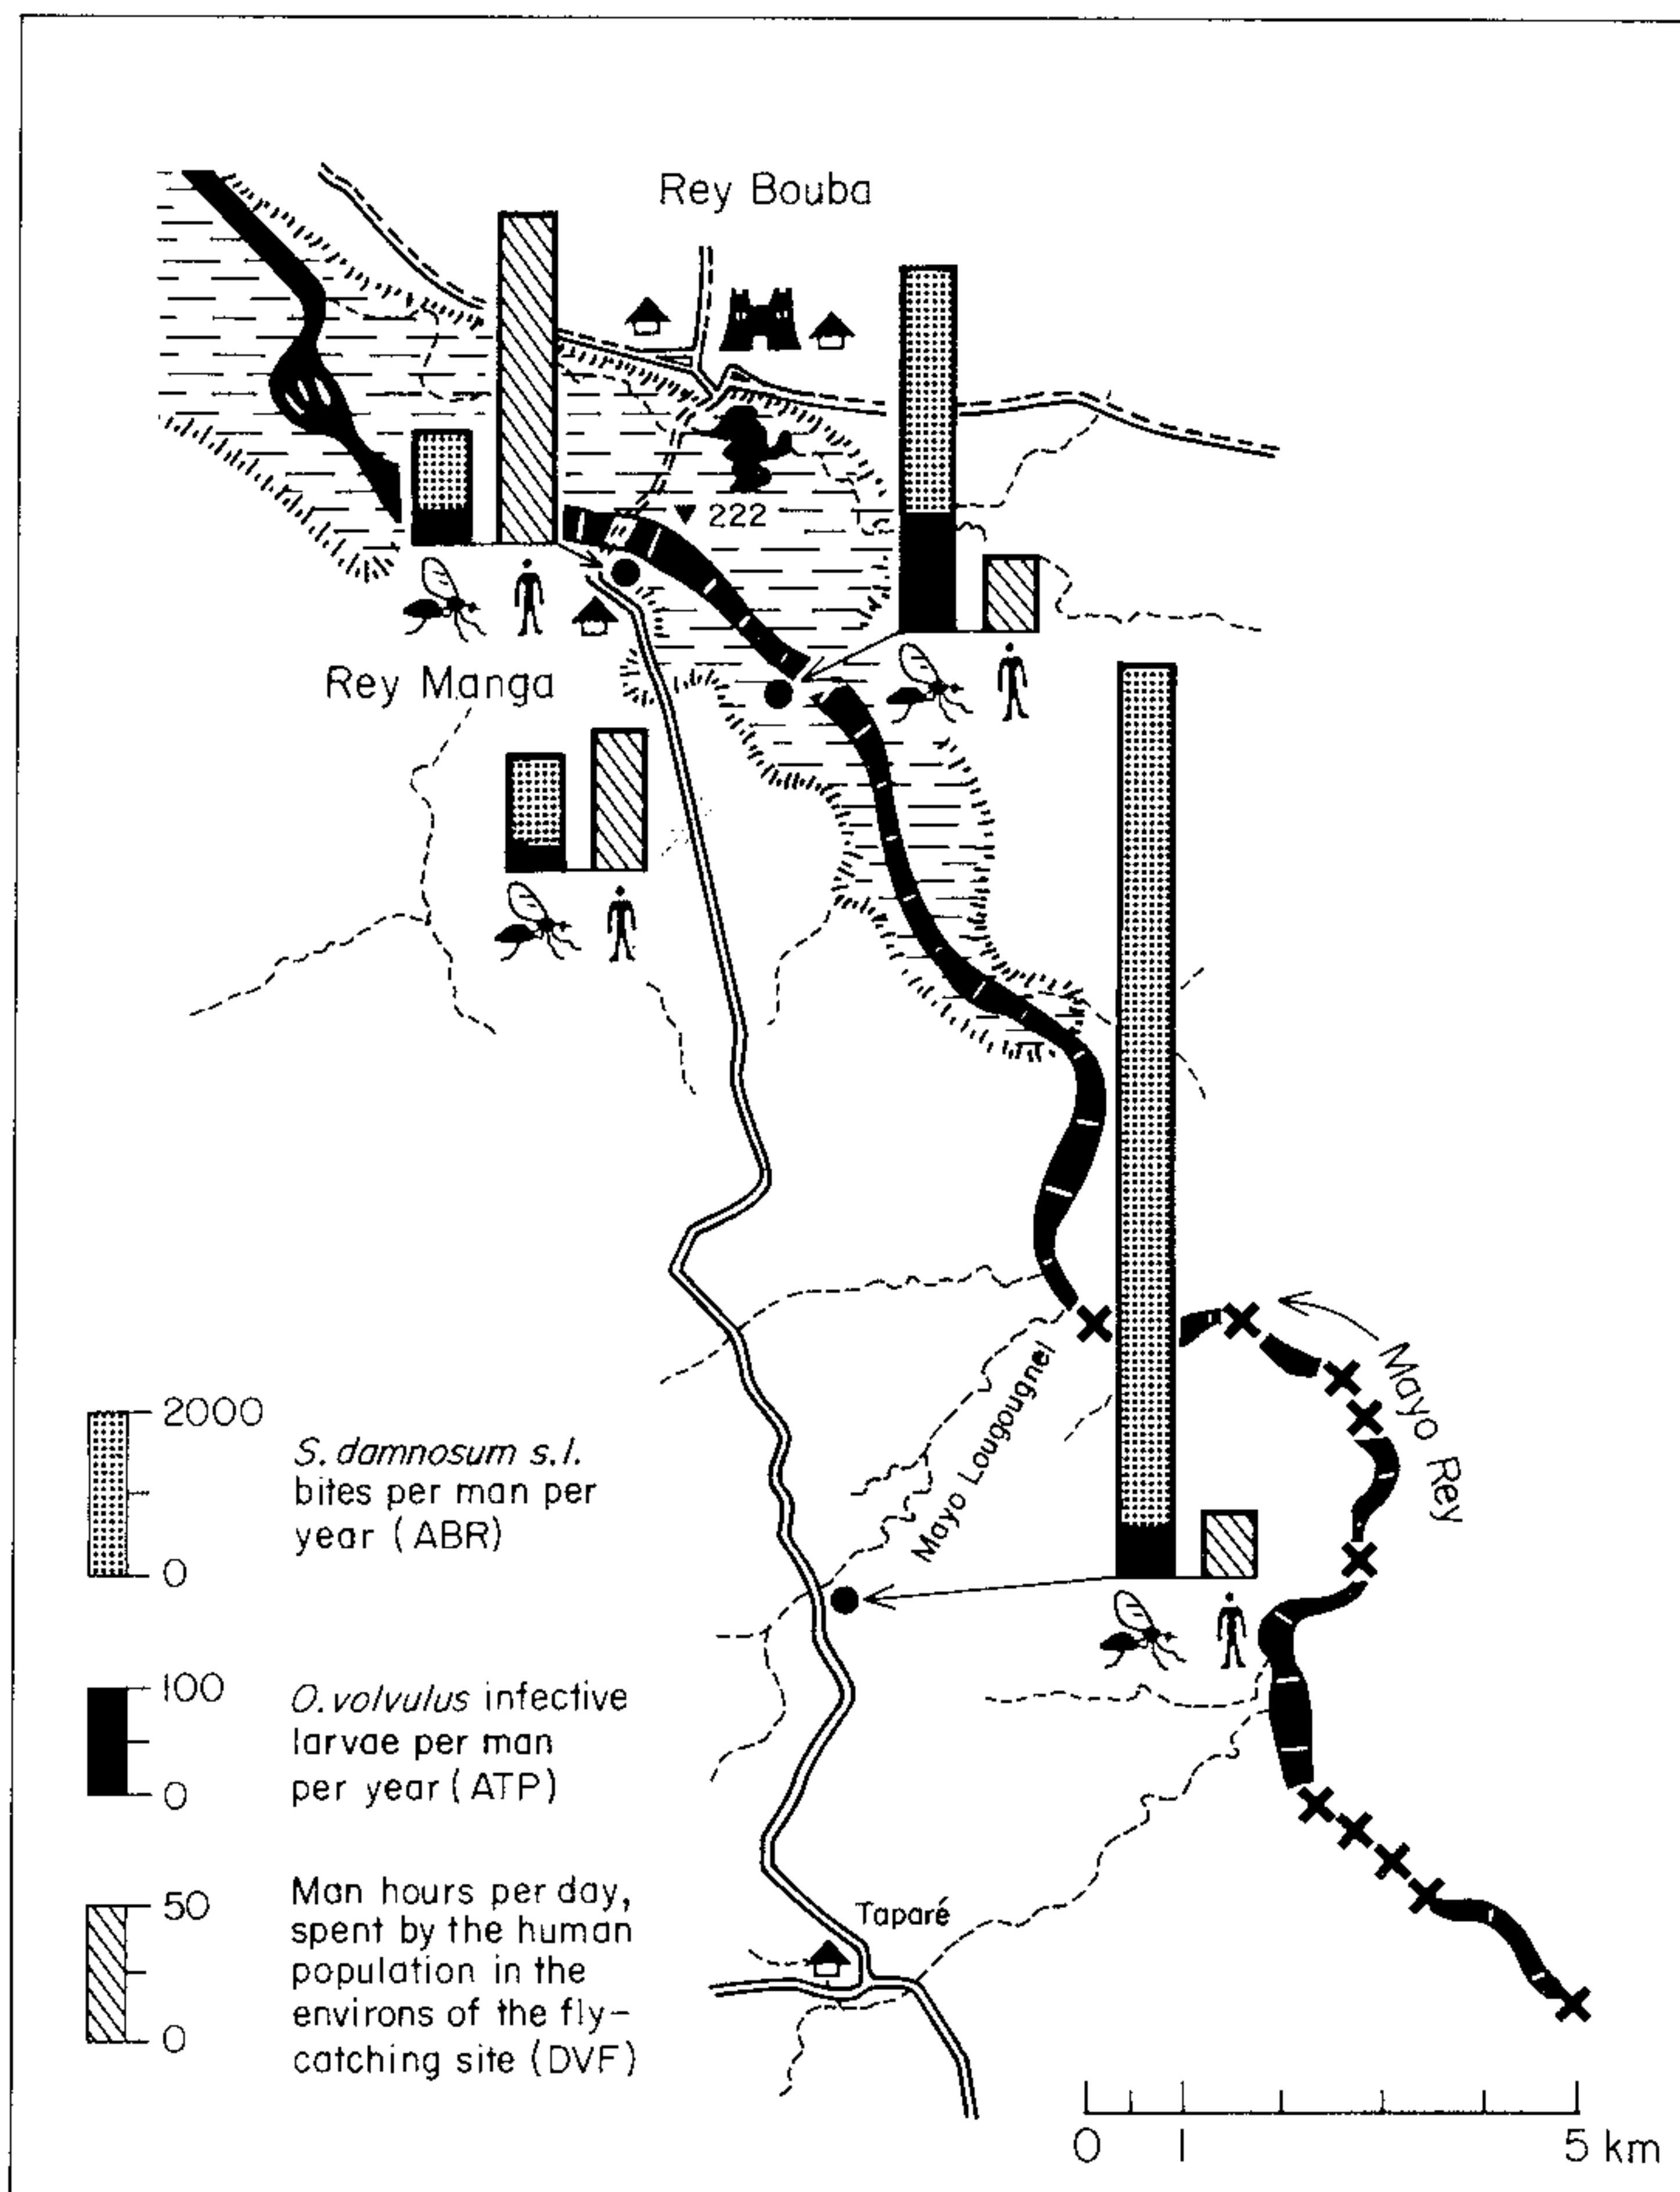 Rey Bouba
222
Rey Manga
Mayo Lougougnel
Mayo Rey
2000
0
S. damnosum s.l.
bites per man per
year (ABR)
100
0
O. volvulus infective
larvae per man
per year (ATP)
50
0
Man hours per day,
spent by the human
population in the
environs of the fly-
catching site (DVF)
Taparé
0 1 5 km